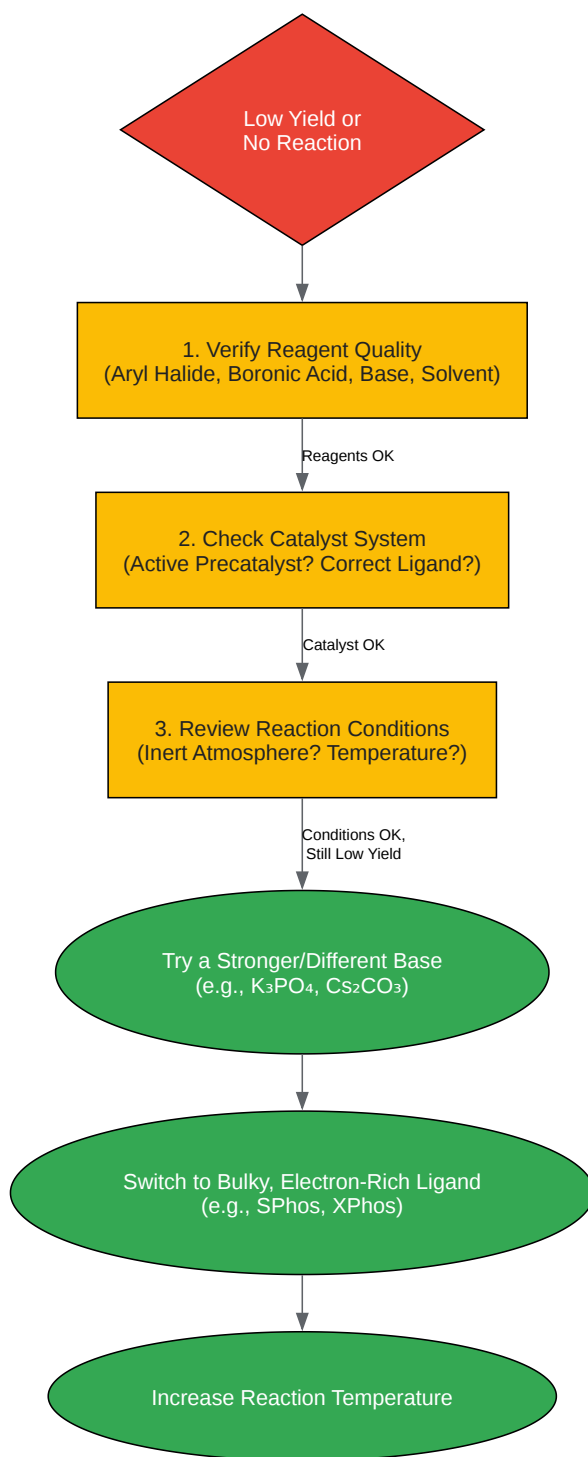 Low Yield or
No Reaction
1. Verify Reagent Quality
(Aryl Halide, Boronic Acid, Base, Solvent)
Reagents OK
2. Check Catalyst System
(Active Precatalyst? Correct Ligand?)
Catalyst OK
3. Review Reaction Conditions
(Inert Atmosphere? Temperature?)
Conditions OK,
Still Low Yield
Try a Stronger/Different Base
(e.g., K₃PO₄, Cs₂CO₃)
Switch to Bulky, Electron-Rich Ligand
(e.g., SPhos, XPhos)
Increase Reaction Temperature